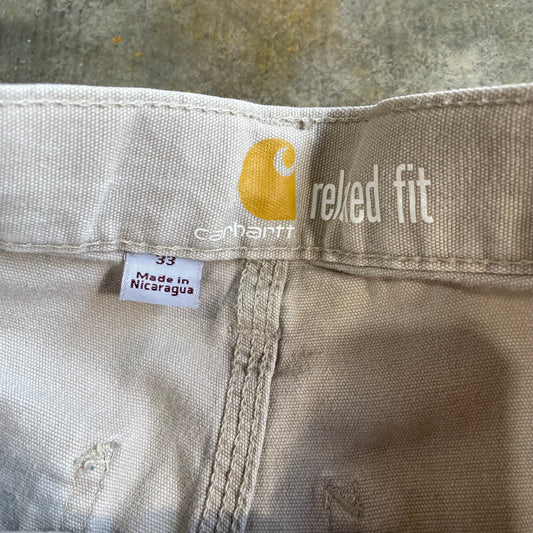 carhartt
relaxed fit
33
Made in
Nicaragua